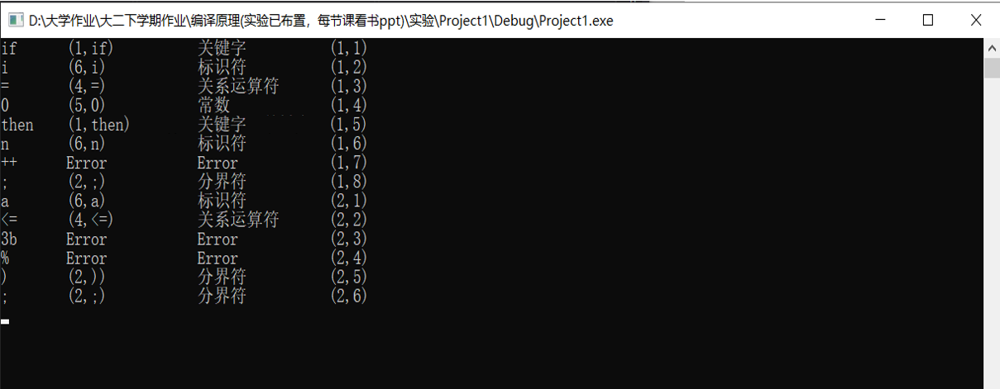 D:\大学作业\大二下学期作业\编译原理(实验已布置，每节课看书ppt)\实验\Project1\Debug\Project1.exe
if (1,if) 关键字 (1,1)
i (6,i) 标识符 (1,2)
= (4,=) 关系运算符 (1,3)
0 (5,0) 常数 (1,4)
then (1,then) 关键字 (1,5)
n (6,n) 标识符 (1,6)
++ Error Error (1,7)
; (2,;) 分界符 (1,8)
a (6,a) 标识符 (2,1)
<= (4,<=) 关系运算符 (2,2)
3b Error Error (2,3)
% Error Error (2,4)
) (2,)) 分界符 (2,5)
; (2,;) 分界符 (2,6)